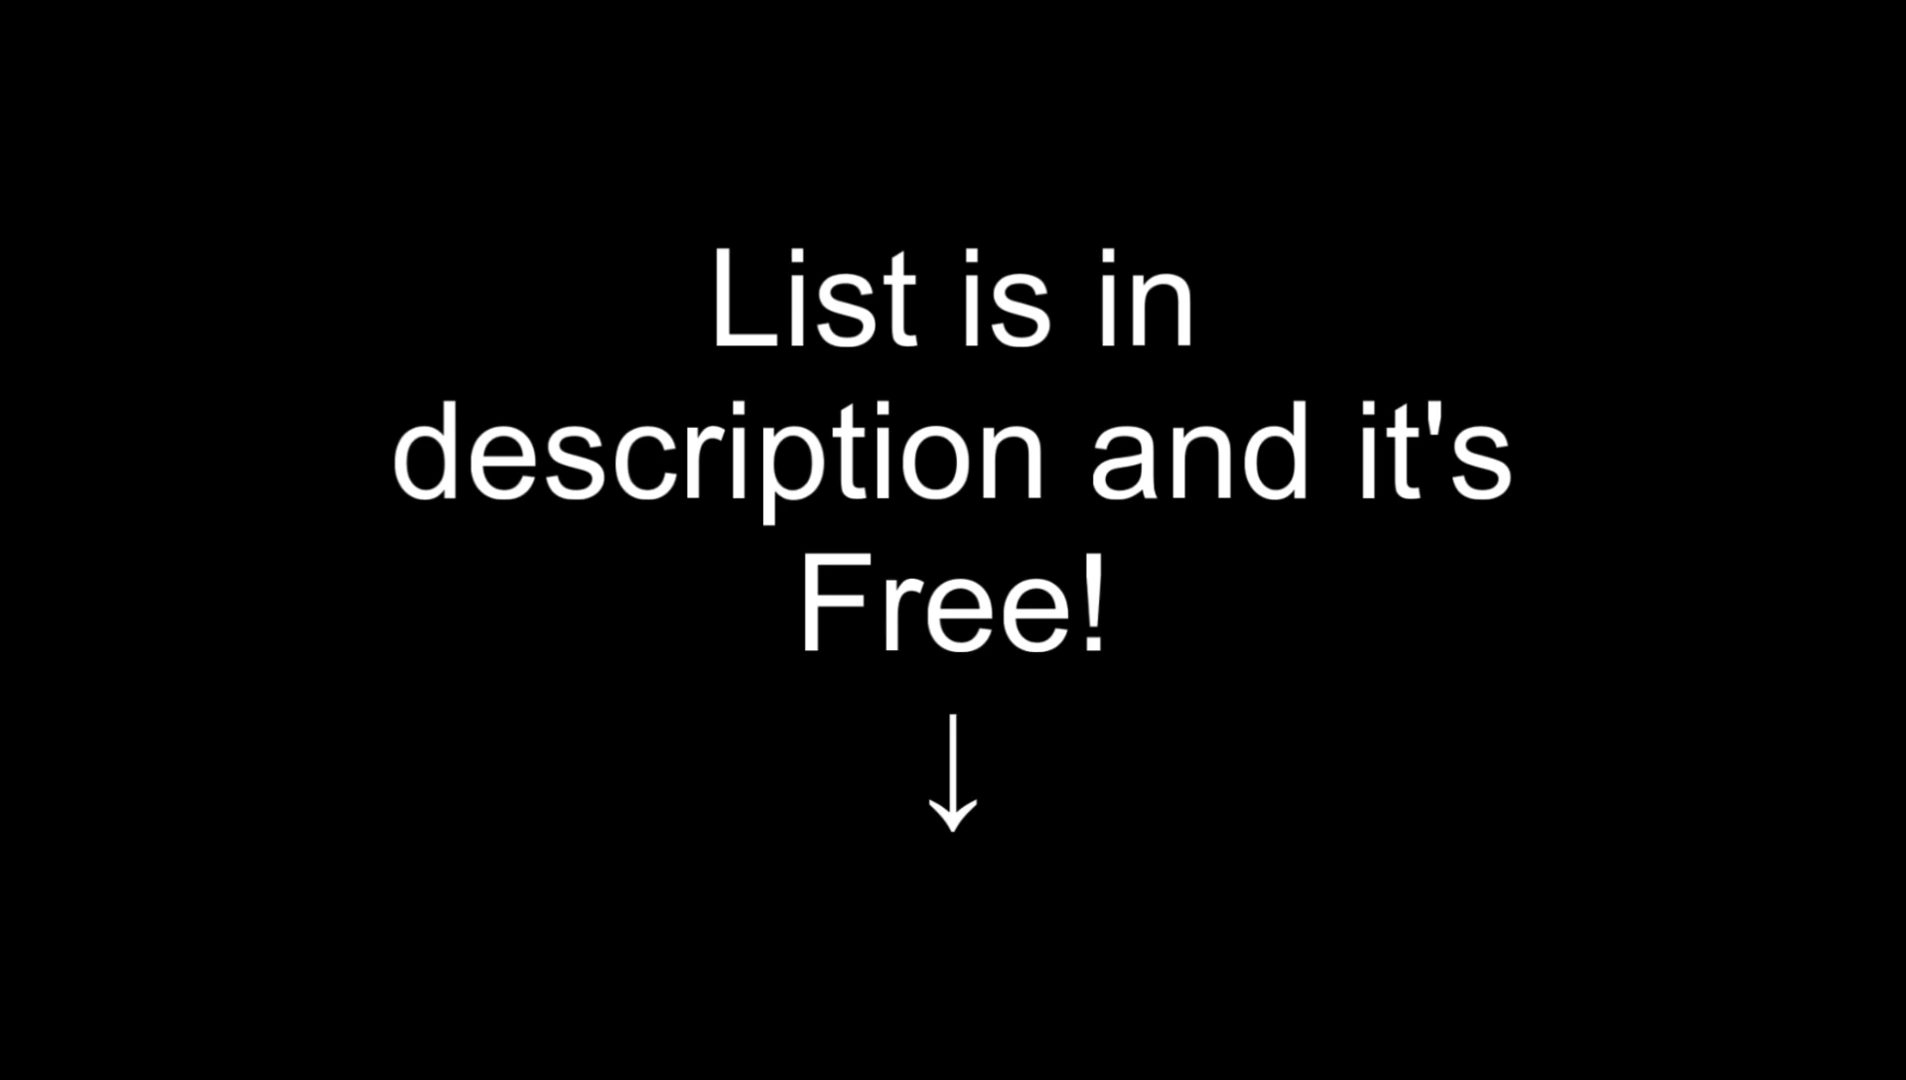 List is in
description and it's
Free!
↓